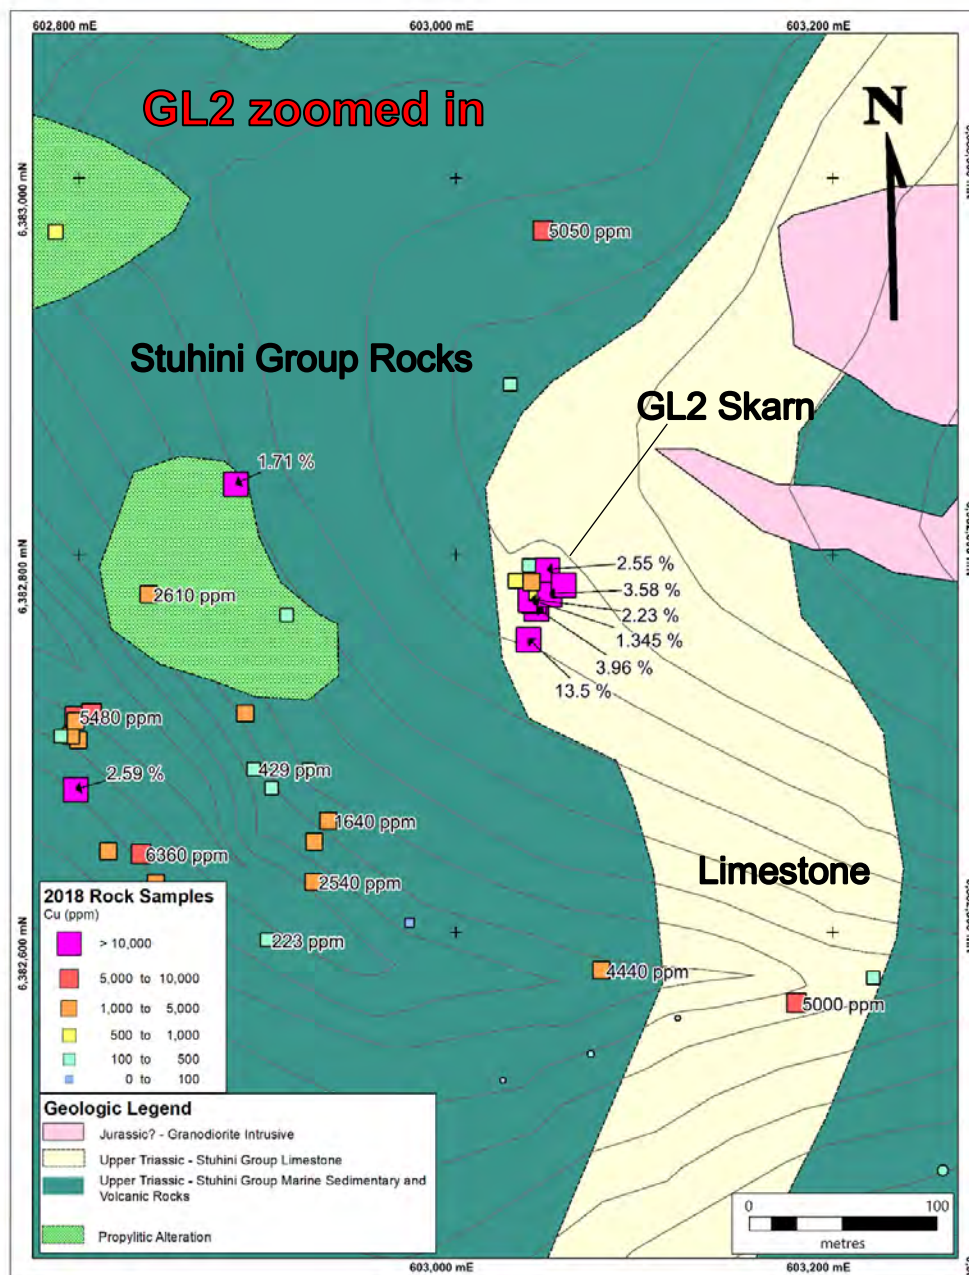 602,800 mE 603,000 mE 603,200 mE
GL2 zoomed in
N
6,383,000 mN
5050 ppm
Stuhini Group Rocks
GL2 Skarn
1.71 %
6,382,800 mN
2.55 %
3.58 %
2610 ppm
2.23 %
1.345 %
3.96 %
13.5 %
5480 ppm
429 ppm
2.59 %
1640 ppm
6360 ppm
Limestone
2540 ppm
223 ppm
4440 ppm
5000 ppm
6,382,600 mN
2018 Rock Samples
Cu (ppm)
> 10,000
5,000 to 10,000
1,000 to 5,000
500 to 1,000
100 to 500
0 to 100
Geologic Legend
Jurassic? - Granodiorite Intrusive
Upper Triassic - Stuhini Group Limestone
Upper Triassic - Stuhini Group Marine Sedimentary and
Volcanic Rocks
Propylitic Alteration
0 100
metres
603,000 mE 603,200 mE